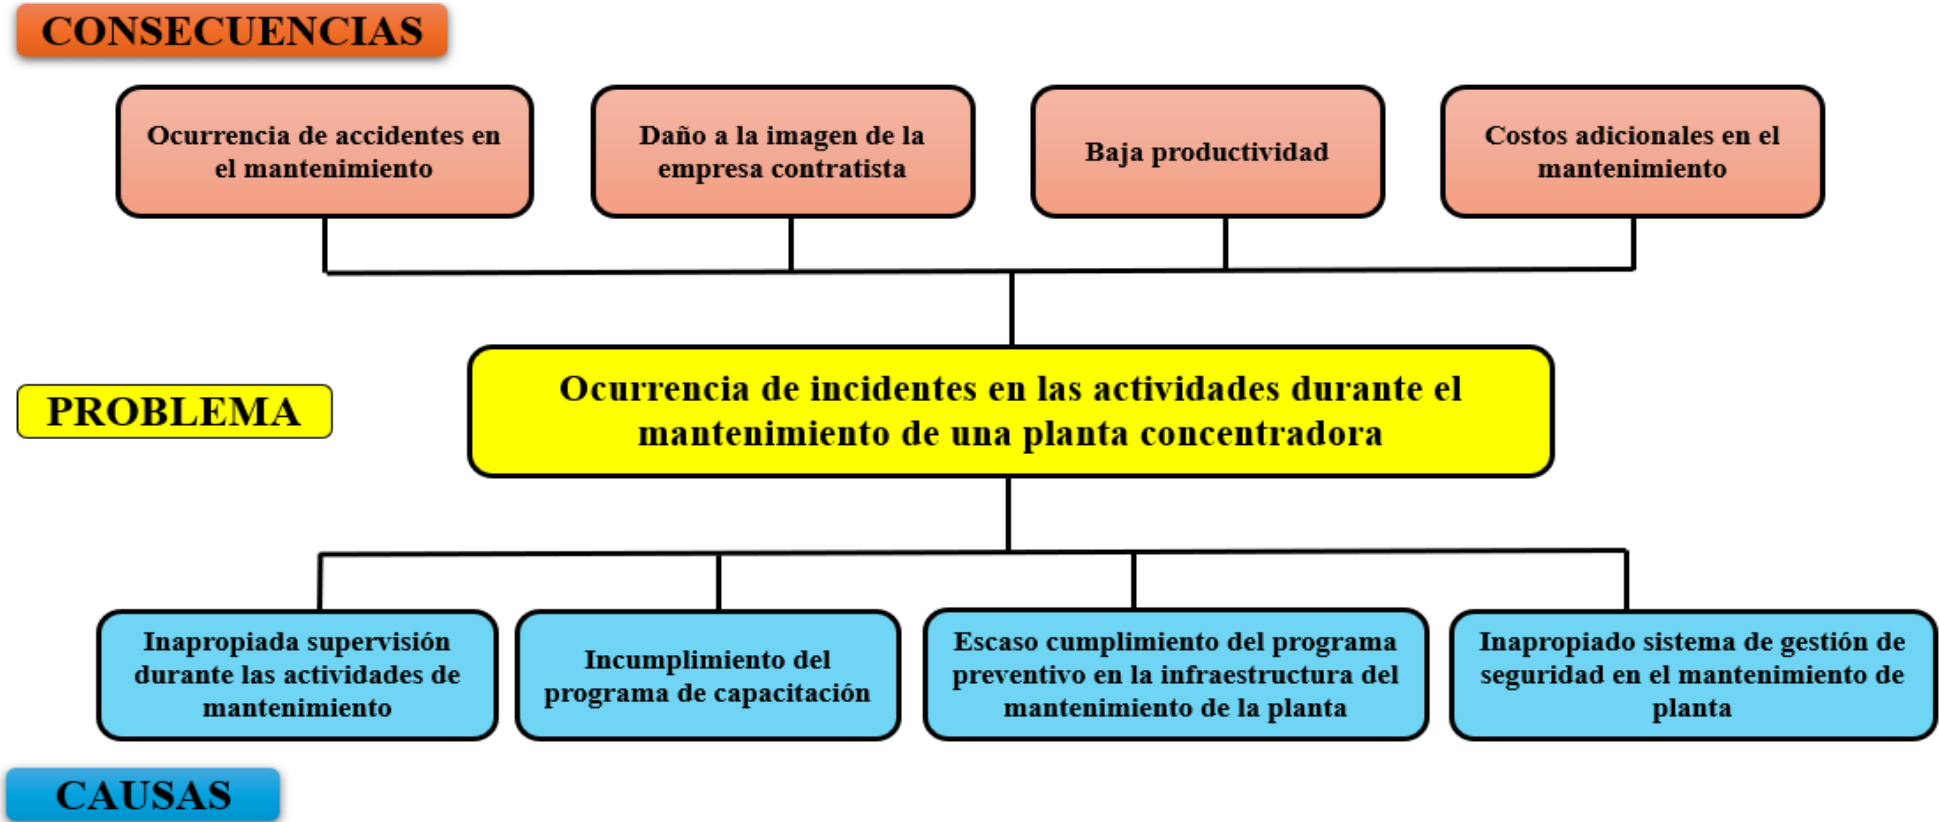 CONSECUENCIAS
Ocurrencia de accidentes en
el mantenimiento
Daño a la imagen de la
empresa contratista
Baja productividad
Costos adicionales en el
mantenimiento
PROBLEMA
Ocurrencia de incidentes en las actividades durante el
mantenimiento de una planta concentradora
Inapropiada supervisión
durante las actividades de
mantenimiento
Incumplimiento del
programa de capacitación
Escaso cumplimiento del programa
preventivo en la infraestructura del
mantenimiento de la planta
Inapropiado sistema de gestión de
seguridad en el mantenimiento de
planta
CAUSAS